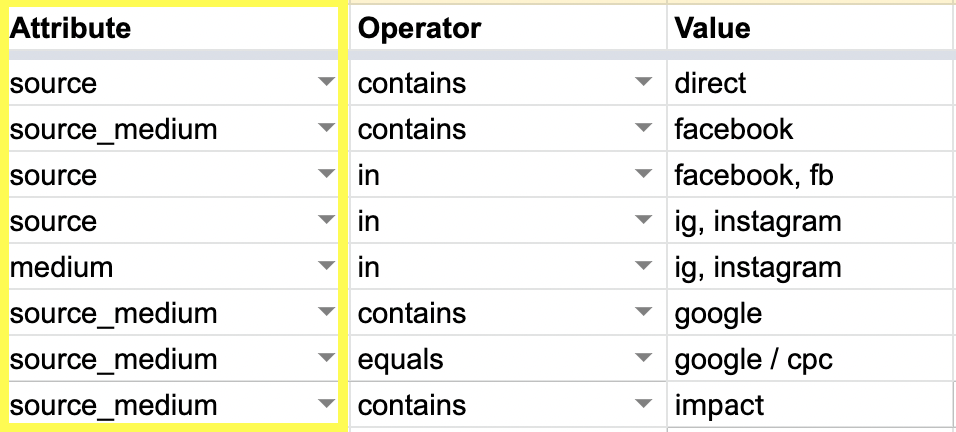 Attribute Operator Value
source contains direct
source_medium contains facebook
source in facebook, fb
source in ig, instagram
medium in ig, instagram
source_medium contains google
source_medium equals google / cpc
source_medium contains impact